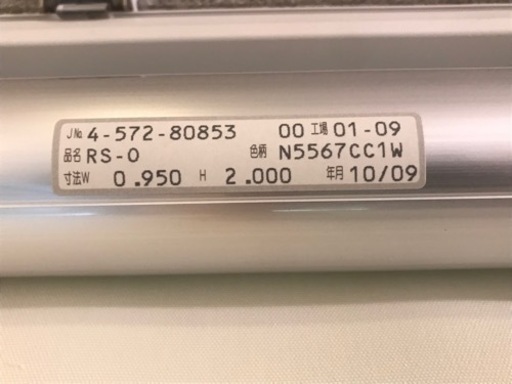 J№ 4-572-80853 00 工場 01-09
品名 RS-0 色柄 N5567CC1W
寸法W 0.950 H 2.000 年月 10/09